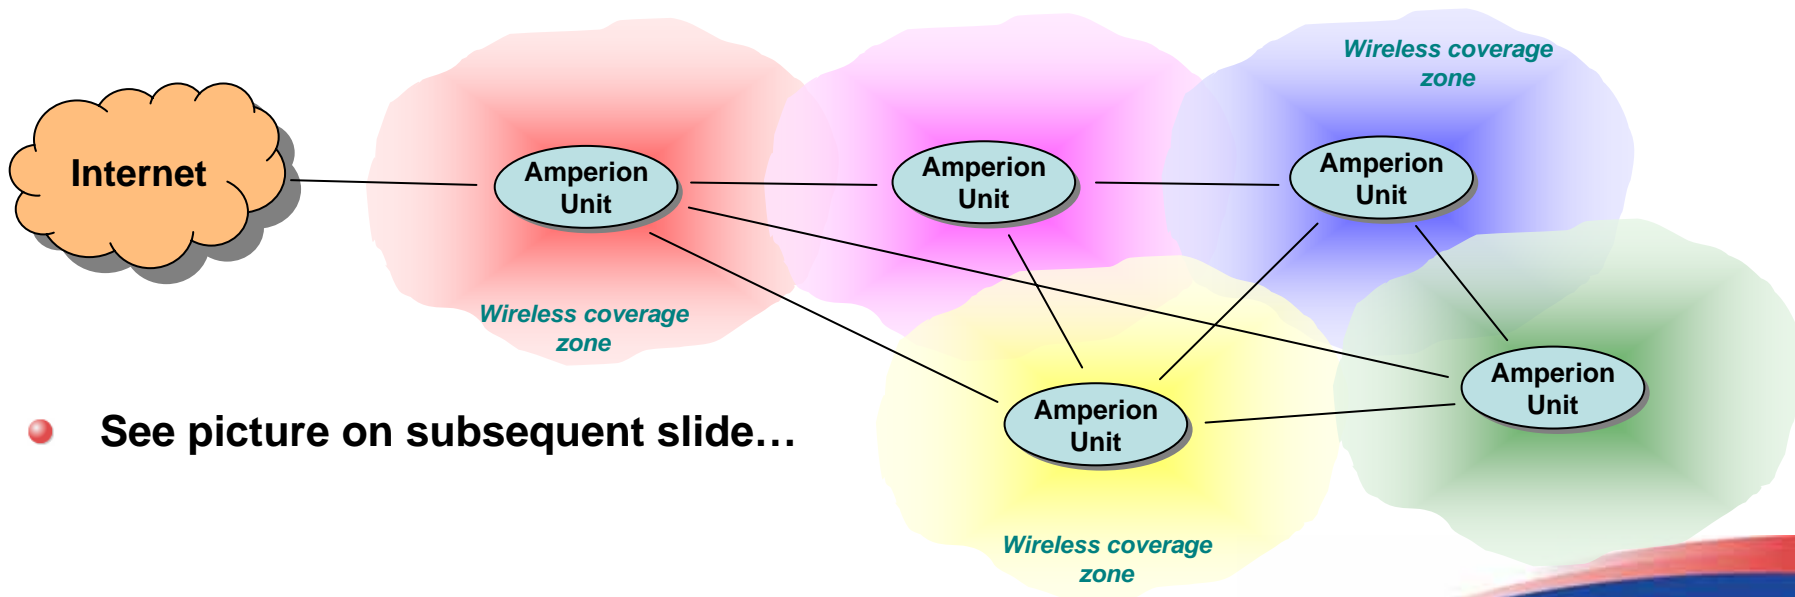 Wireless coverage
zone
Internet
Amperion
Unit
Amperion
Unit
Amperion
Unit
Wireless coverage
zone
Amperion
Unit
Amperion
Unit
See picture on subsequent slide…
Wireless coverage
zone